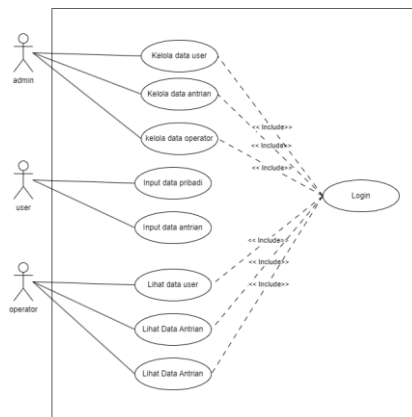 Kelola data user
admin
Kelola data antrian
<< Include>>
kelola data operator
<< Include>>
<< Include>>
Input data pribadi
Login
user
Input data antrian
<< Include>>
<< Include>>
Lihat data user
<< Include>>
operator
Lihat Data Antrian
Lihat Data Antrian